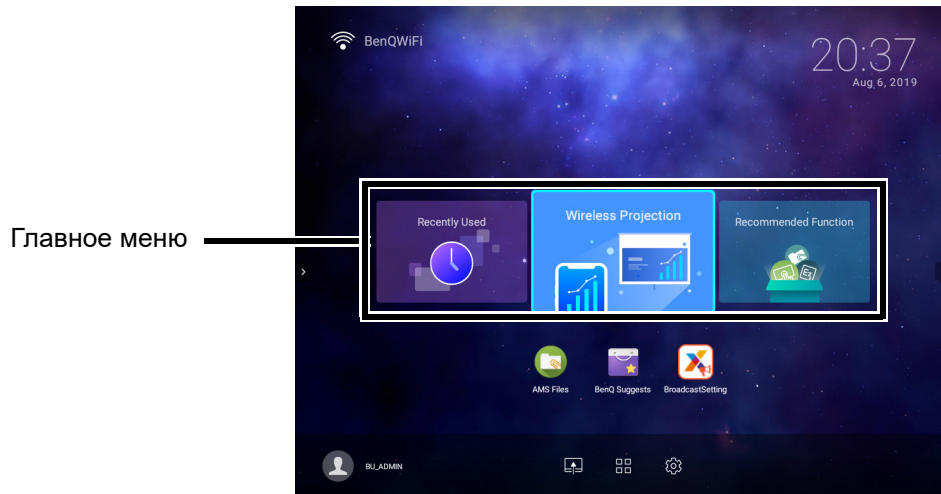 BenQWiFi
20:37
Aug 6, 2019
Главное меню
Recently Used
Wireless Projection
Recommended Function
AMS Files
BenQ Suggests
BroadcastSetting
BU_ADMIN